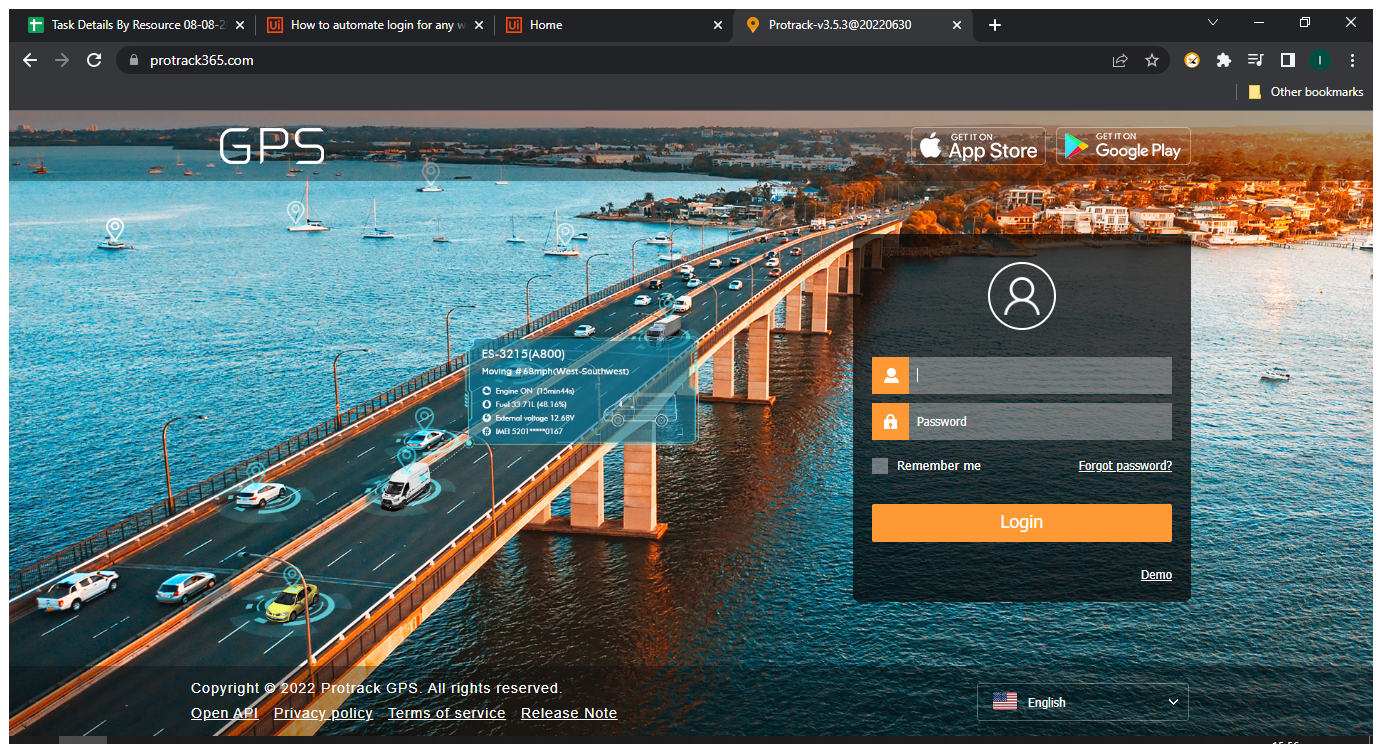 Task Details By Resource 08-08-2
How to automate login for any w
Home
Protrack-v3.5.3@20220630
protrack365.com
I
Other bookmarks
GPS
GET IT ON
App Store
GET IT ON
Google Play
ES-3215(A800)
Moving #68mph(West-Southwest)
Engine ON (15min44s)
Fuel 33.71L (48.16%)
External voltage 12.68V
IMEI 5201*****0167
Password
Remember me
Forgot password?
Login
Demo
Copyright © 2022 Protrack GPS. All rights reserved.
Open API Privacy policy Terms of service Release Note
English